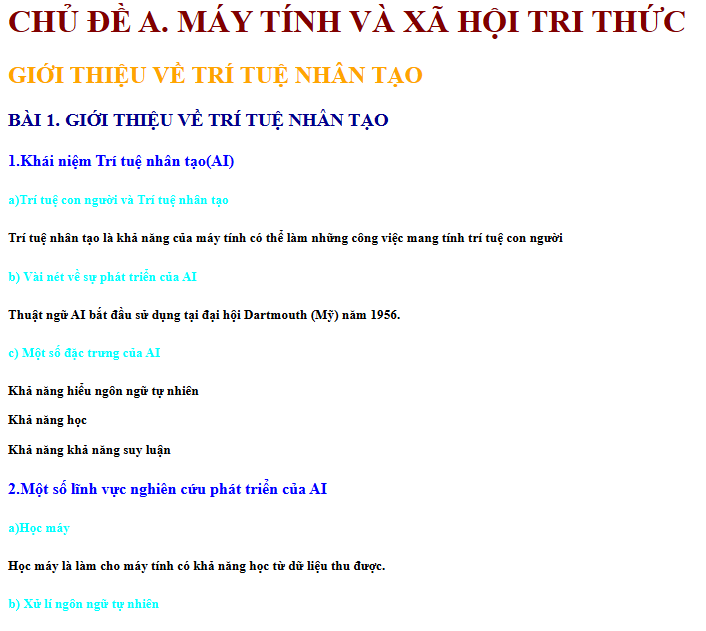 CHỦ ĐỀ A. MÁY TÍNH VÀ XÃ HỘI TRI THỨC
GIỚI THIỆU VỀ TRÍ TUỆ NHÂN TẠO
BÀI 1. GIỚI THIỆU VỀ TRÍ TUỆ NHÂN TẠO
1.Khái niệm Trí tuệ nhân tạo(AI)
a)Trí tuệ con người và Trí tuệ nhân tạo
Trí tuệ nhân tạo là khả năng của máy tính có thể làm những công việc mang tính trí tuệ con người
b) Vài nét về sự phát triển của AI
Thuật ngữ AI bắt đầu sử dụng tại đại hội Dartmouth (Mỹ) năm 1956.
c) Một số đặc trưng của AI
Khả năng hiểu ngôn ngữ tự nhiên
Khả năng học
Khả năng khả năng suy luận
2.Một số lĩnh vực nghiên cứu phát triển của AI
a)Học máy
Học máy là làm cho máy tính có khả năng học từ dữ liệu thu được.
b) Xử lí ngôn ngữ tự nhiên